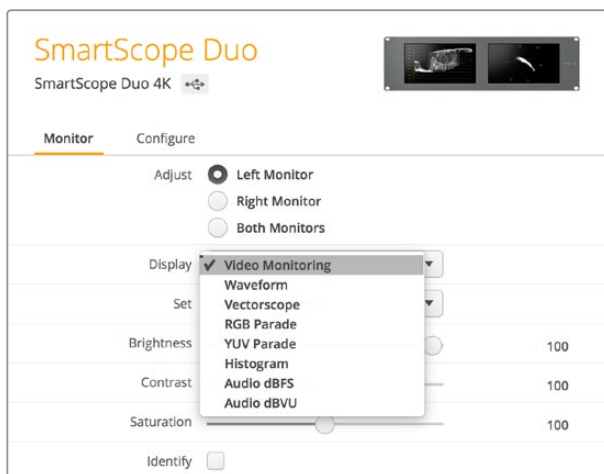 SmartScope Duo
SmartScope Duo 4K
Monitor Configure
Adjust Left Monitor
Right Monitor
Both Monitors
Display ✓ Video Monitoring
Waveform
Set Vectorscope
RGB Parade
Brightness YUV Parade 100
Histogram
Contrast Audio dBFS 100
Audio dBVU
Saturation 100
Identify